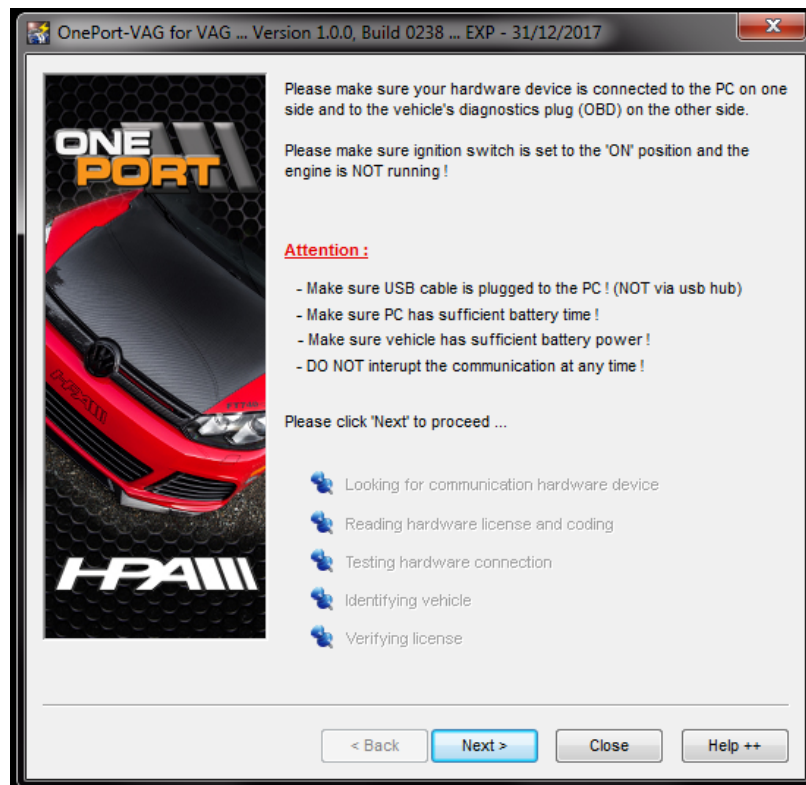 OnePort-VAG for VAG ... Version 1.0.0, Build 0238 ... EXP - 31/12/2017
Please make sure your hardware device is connected to the PC on one
side and to the vehicle's diagnostics plug (OBD) on the other side.
Please make sure ignition switch is set to the 'ON' position and the
engine is NOT running !
ONE
PORT
Attention :
- Make sure USB cable is plugged to the PC ! (NOT via usb hub)
- Make sure PC has sufficient battery time !
- Make sure vehicle has sufficient battery power !
- DO NOT interupt the communication at any time !
Please click 'Next' to proceed ...
Looking for communication hardware device
Reading hardware license and coding
Testing hardware connection
Identifying vehicle
Verifying license
HPA
< Back
Next >
Close
Help ++